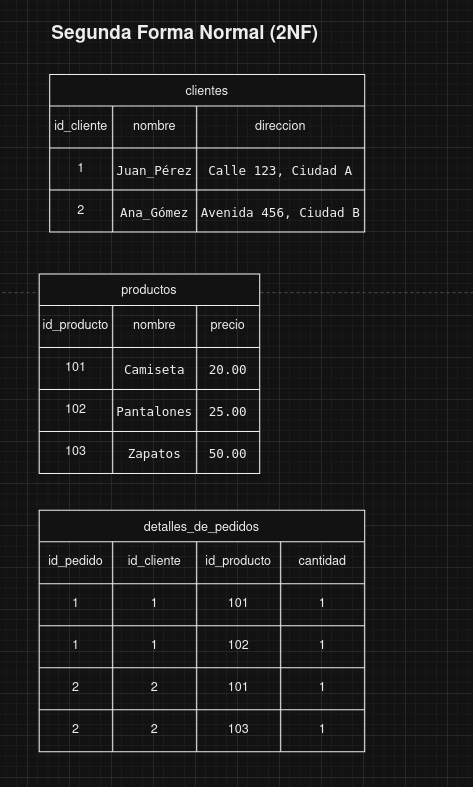 Segunda Forma Normal (2NF)
clientes
id_cliente nombre direccion
1 Juan_Pérez Calle 123, Ciudad A
2 Ana_Gómez Avenida 456, Ciudad B
productos
id_producto nombre precio
101 Camiseta 20.00
102 Pantalones 25.00
103 Zapatos 50.00
detalles_de_pedidos
id_pedido id_cliente id_producto cantidad
1 1 101 1
1 1 102 1
2 2 101 1
2 2 103 1